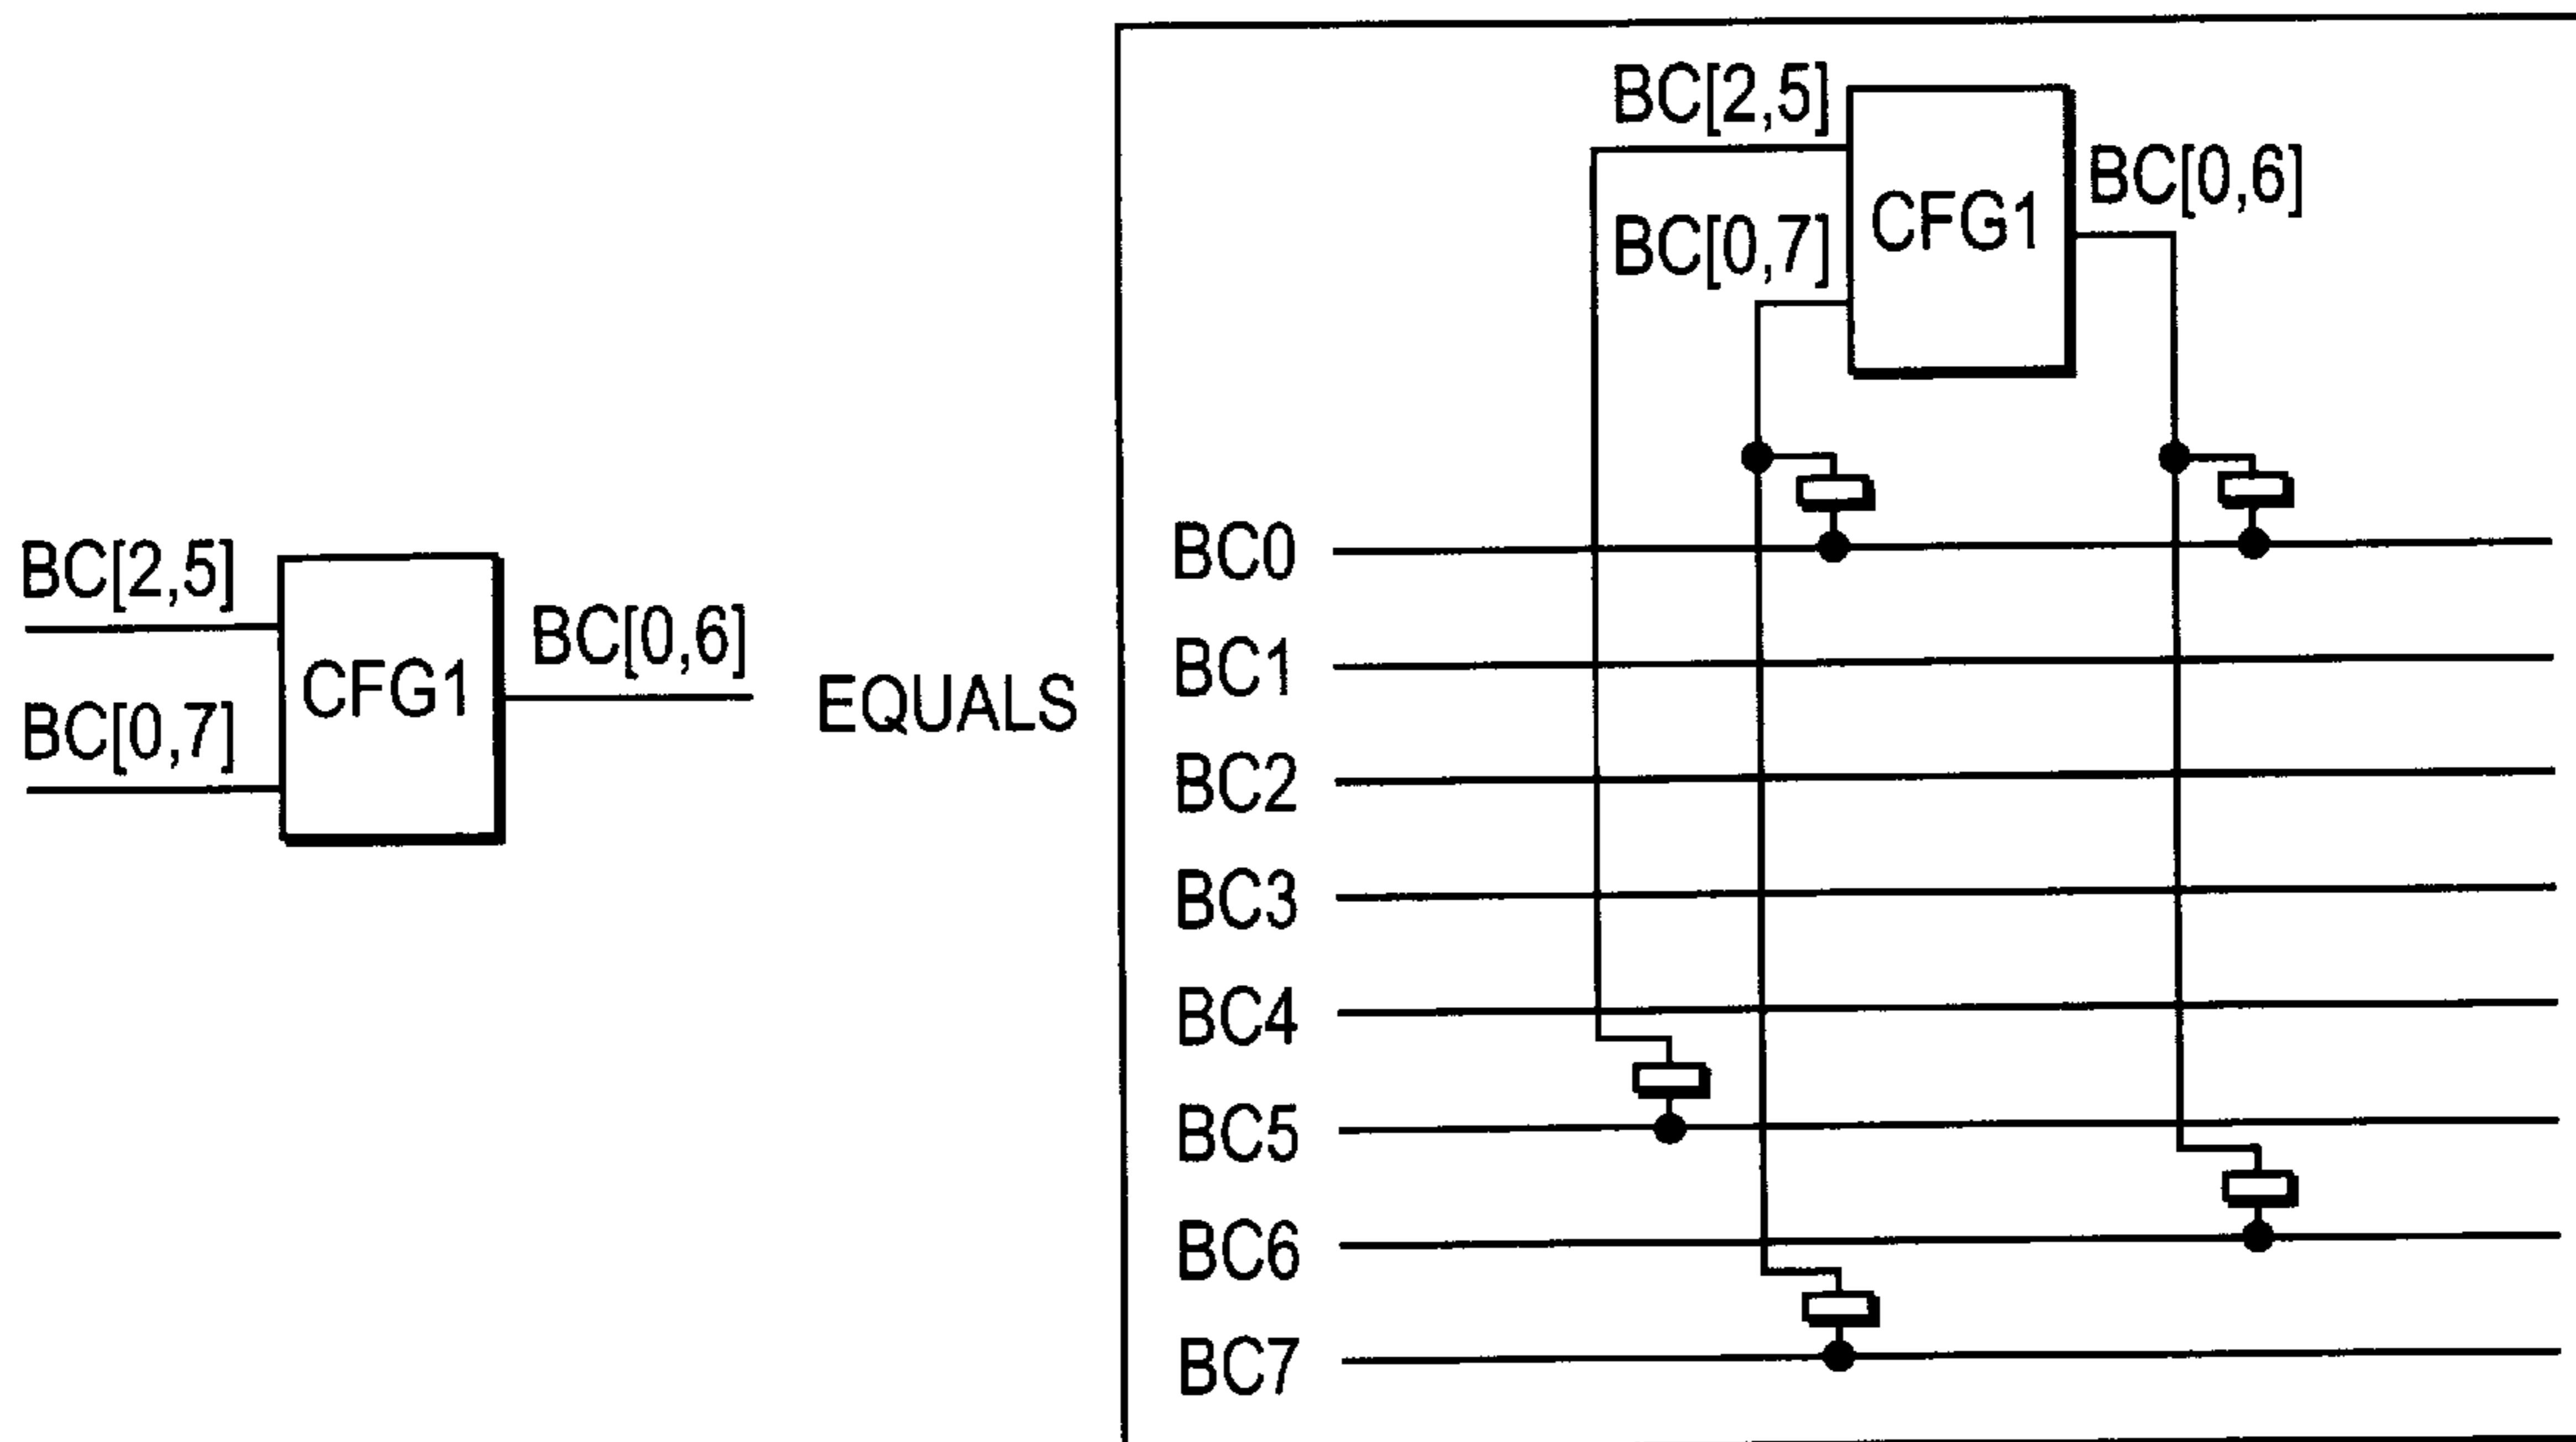 BC[2,5]
BC[0,7]
CFG1
BC[0,6]
EQUALS
BC[2,5]
BC[0,7]
CFG1
BC[0,6]
BC0
BC1
BC2
BC3
BC4
BC5
BC6
BC7